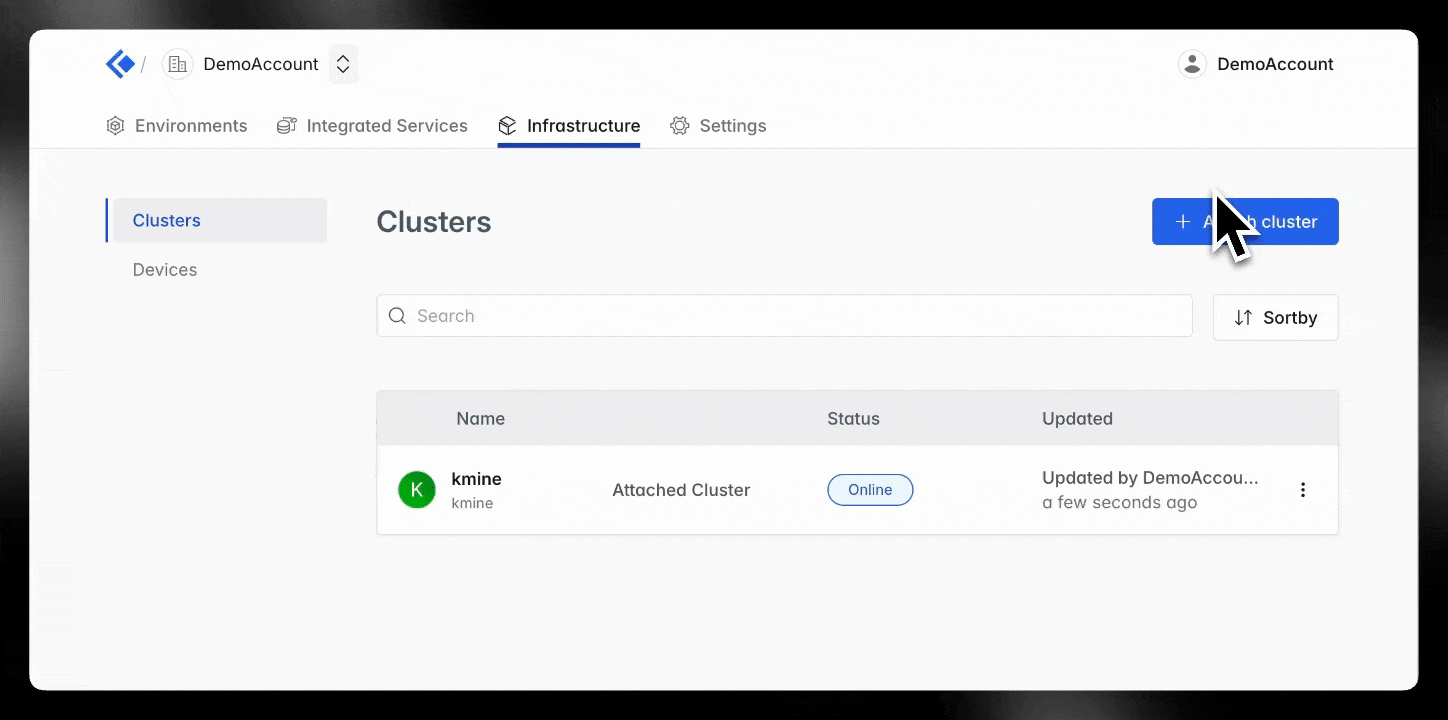 / DemoAccount
DemoAccount
Environments Integrated Services Infrastructure Settings
Clusters
Devices
Clusters
+ cluster
Search
Sortby
Name Status Updated
K
kmine
kmine
Attached Cluster
Online
Updated by DemoAccou...
a few seconds ago